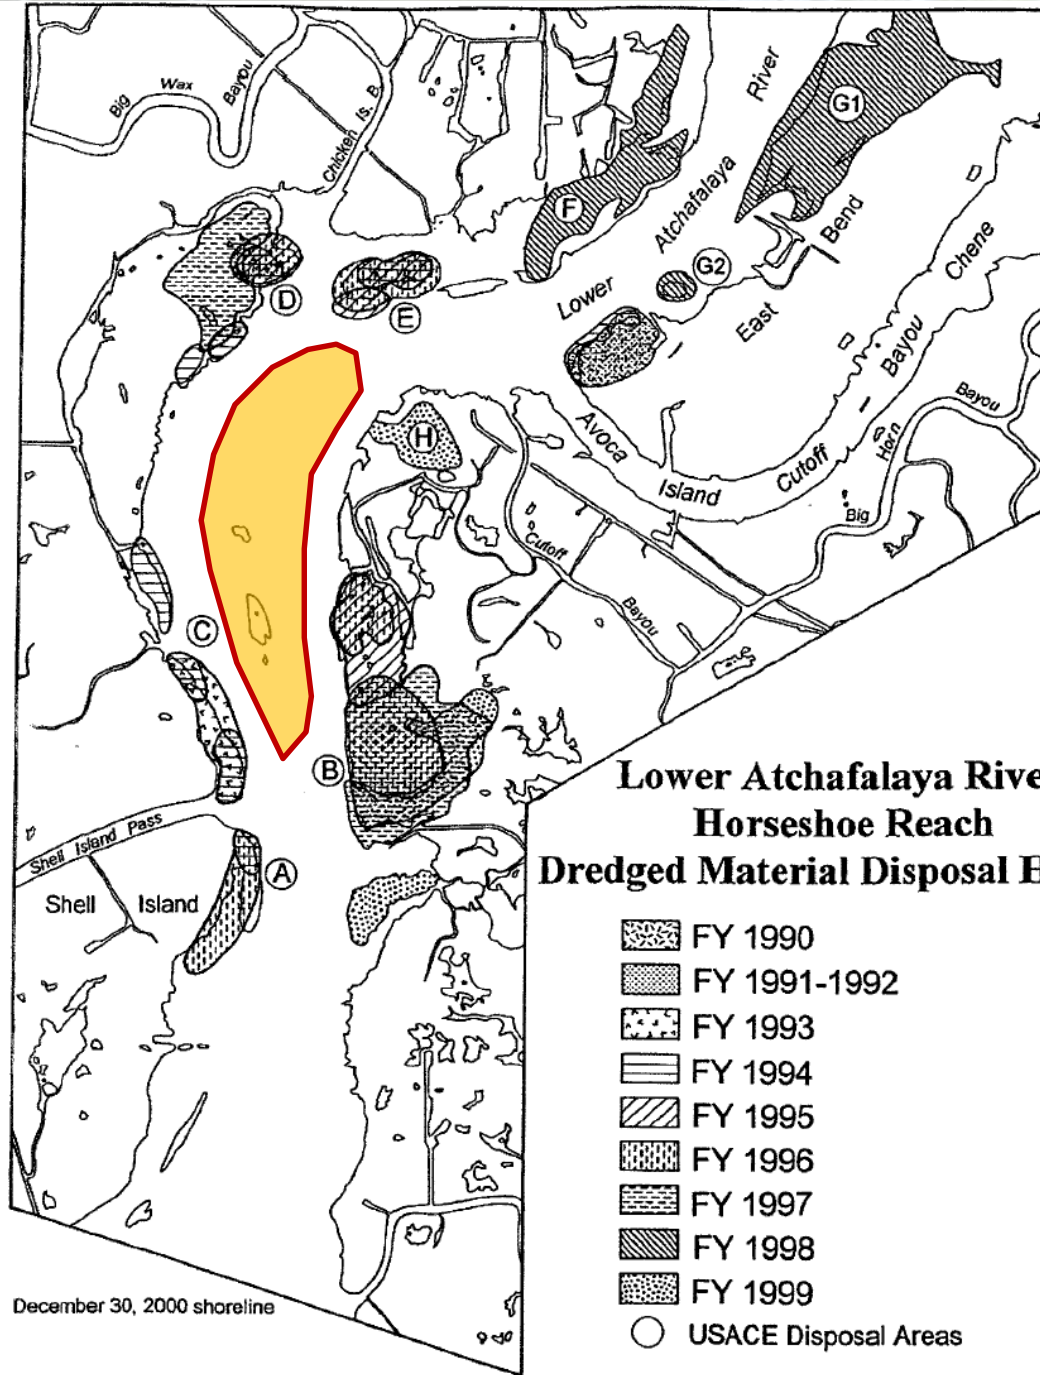 Big
Wax
Bayou
Chicken Is. B.
River
Atchafalaya
Lower
G1
F
G2
Bend
East
Chene
Bayou
Cutoff
Island
Avoca
D
E
H
Bayou
Horn
Big
Cutoff
Bayou
C
B
Shell Island Pass
A
Shell Island
Lower Atchafalaya Rive
Horseshoe Reach
Dredged Material Disposal H
FY 1990
FY 1991-1992
FY 1993
FY 1994
FY 1995
FY 1996
FY 1997
FY 1998
FY 1999
USACE Disposal Areas
December 30, 2000 shoreline